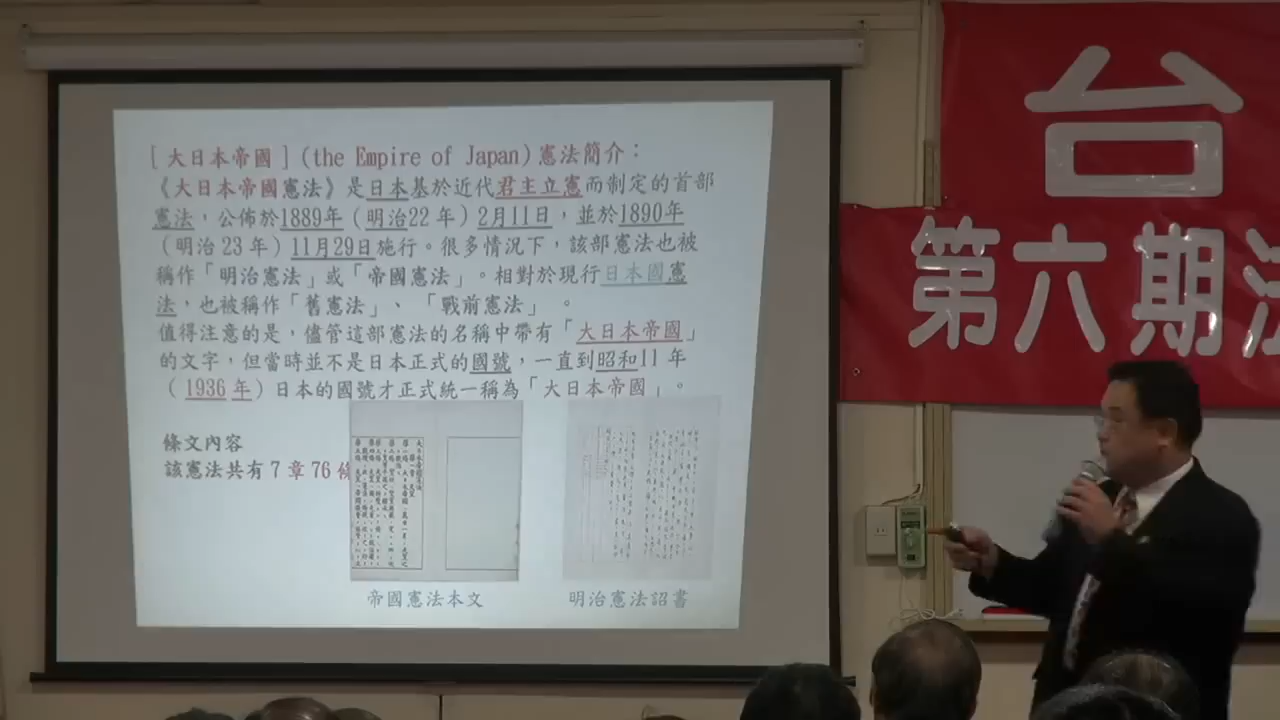 [ 大日本帝國 ] (the Empire of Japan)憲法簡介：
《大日本帝國憲法》是日本基於近代君主立憲而制定的首部
憲法，公佈於1889年（明治22 年）2月11日，並於1890年
（明治 23 年）11月29日施行。很多情況下，該部憲法也被
稱作「明治憲法」或「帝國憲法」。相對於現行日本國憲
法，也被稱作「舊憲法」、「戰前憲法」。
值得注意的是，儘管這部憲法的名稱中帶有「大日本帝國」
的文字，但當時並不是日本正式的國號，一直到昭和11 年
（ 1936 年）日本的國號才正式統一稱為「大日本帝國」。
條文內容
該憲法共有 7 章 76 條
帝國憲法本文
明治憲法詔書
台
第六期法